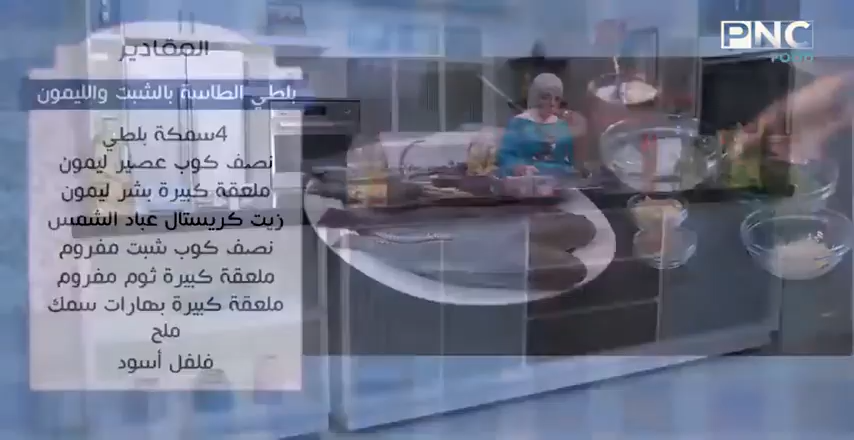 PNC
FOOD
المقادير
بلطي الطاسة بالشبت والليمون
4سمكة بلطي
نصف كوب عصير ليمون
ملعقة كبيرة بشر ليمون
زيت كريستال عباد الشمس
نصف كوب شبت مفروم
ملعقة كبيرة ثوم مفروم
ملعقة كبيرة بهارات سمك
ملح
فلفل أسود